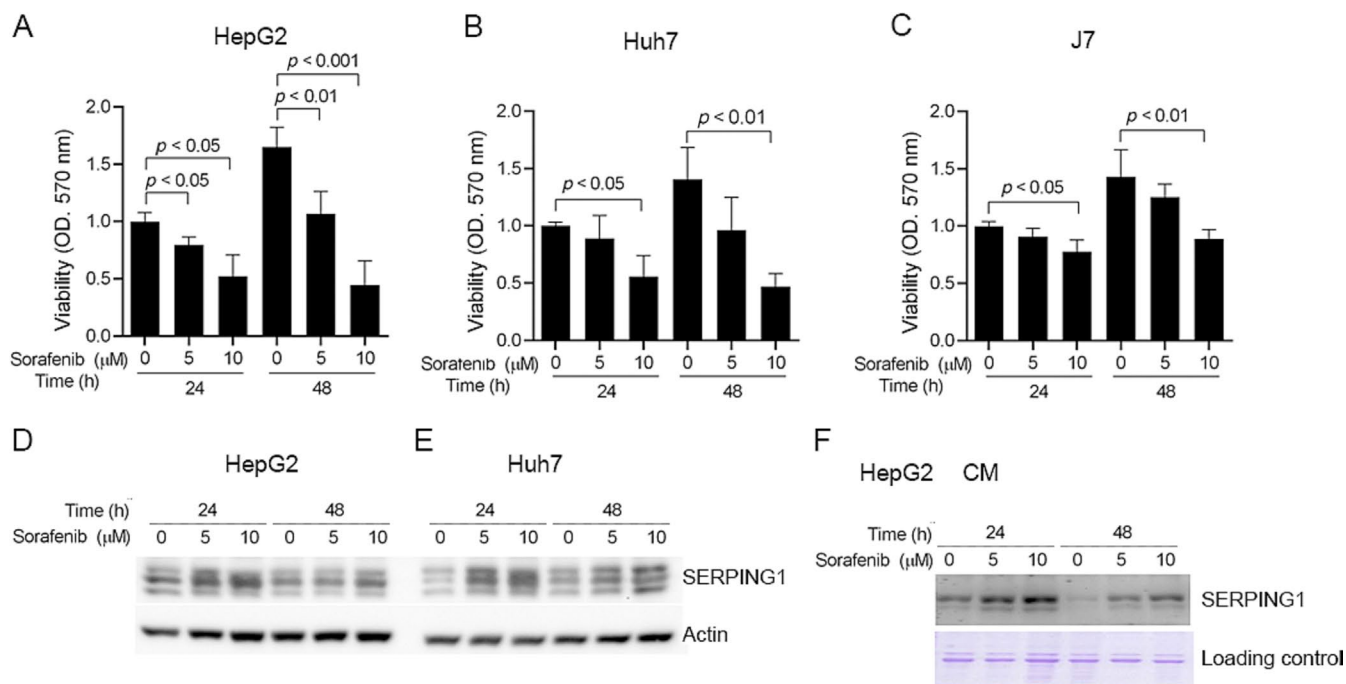 A
HepG2
p < 0.001
p < 0.01
p < 0.05
p < 0.05
Viability (OD. 570 nm)
2.0
1.5
1.0
0.5
0.0
Sorafenib (μM) 0 5 10 0 5 10
Time (h) 24 48
B
Huh7
p < 0.01
p < 0.05
Viability (OD. 570 nm)
2.0
1.5
1.0
0.5
0.0
Sorafenib (μM) 0 5 10 0 5 10
Time (h) 24 48
C
J7
p < 0.01
p < 0.05
Viability (OD. 570 nm)
2.0
1.5
1.0
0.5
0.0
Sorafenib (μM) 0 5 10 0 5 10
Time (h) 24 48
D
HepG2
Time (h) 24 48
Sorafenib (μM) 0 5 10 0 5 10
E
Huh7
24 48
0 5 10 0 5 10
SERPING1
Actin
F
HepG2 CM
Time (h) 24 48
Sorafenib (μM) 0 5 10 0 5 10
SERPING1
Loading control